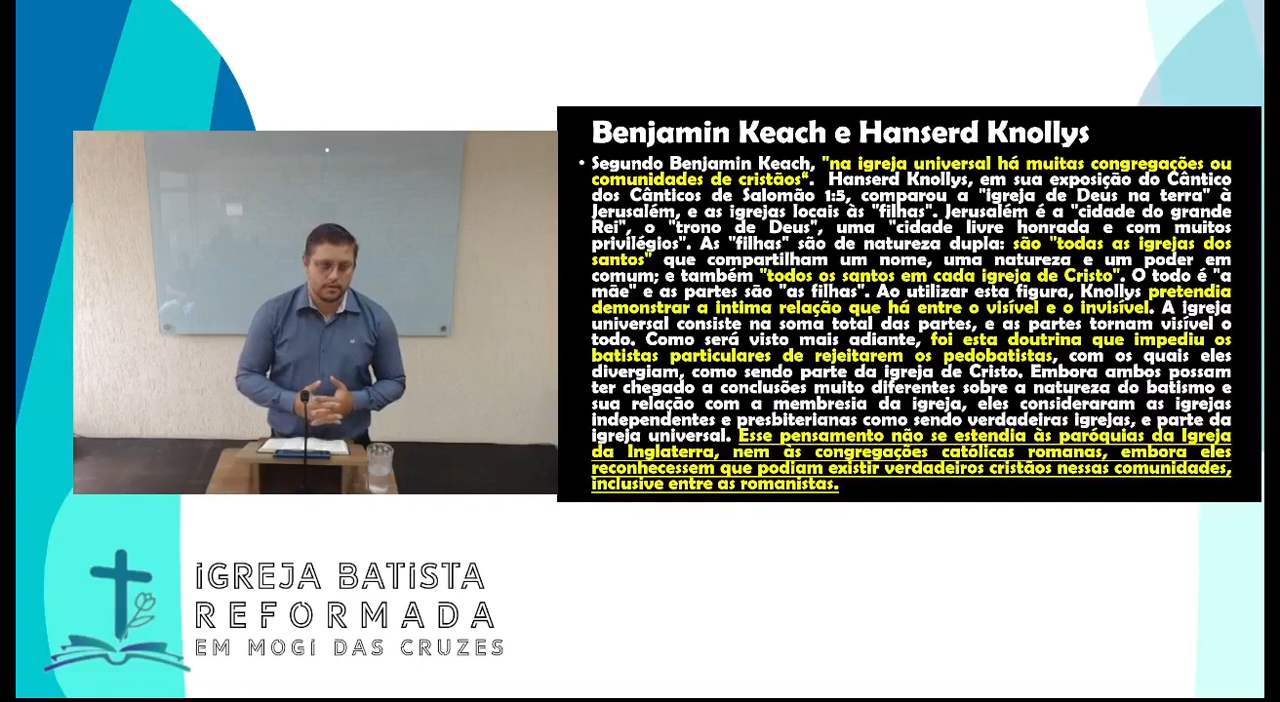 Benjamin Keach e Hanserd Knollys
• Segundo Benjamin Keach, "na igreja universal há muitas congregações ou
comunidades de cristãos“. Hanserd Knollys, em sua exposição do Cântico
dos Cânticos de Salomão 1:5, comparou a "igreja de Deus na terra" à
Jerusalém, e as igrejas locais às "filhas". Jerusalém é a "cidade do grande
Rei", o "trono de Deus", uma "cidade livre honrada e com muitos
privilégios". As "filhas" são de natureza dupla: são "todas as igrejas dos
santos" que compartilham um nome, uma natureza e um poder em
comum; e também "todos os santos em cada igreja de Cristo". O todo é "a
mãe" e as partes são "as filhas". Ao utilizar esta figura, Knollys pretendia
demonstrar a intima relação que há entre o visível e o invisível. A igreja
universal consiste na soma total das partes, e as partes tornam visível o
todo. Como será visto mais adiante, foi esta doutrina que impediu os
batistas particulares de rejeitarem os pedobatistas, com os quais eles
divergiam, como sendo parte da igreja de Cristo. Embora ambos possam
ter chegado a conclusões muito diferentes sobre a natureza do batismo e
sua relação com a membresia da igreja, eles consideraram as igrejas
independentes e presbiterianas como sendo verdadeiras igrejas, e parte da
igreja universal. Esse pensamento não se estendia às paróquias da Igreja
da Inglaterra, nem às congregações católicas romanas, embora eles
reconhecessem que podiam existir verdadeiros cristãos nessas comunidades,
inclusive entre as romanistas.
IGREJA BATISTA
REFORMADA
EM MOGI DAS CRUZES